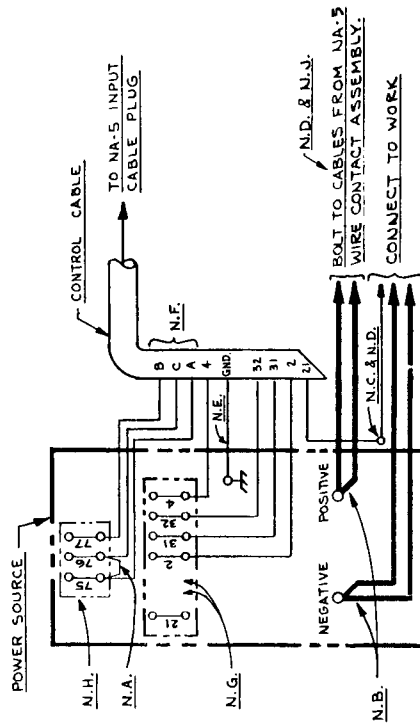 POWER SOURCE
CONTROL CABLE
TO NA-5 INPUT
CABLE PLUG
N.H.
N.A.
75
76
77
B
C
A
N.F.
4
GND.
32
31
2
21
N.E.
N.G.
21
2
31
32
4
N.C. & N.D.
N.D. & N.J.
BOLT TO CABLES FROM NA-5
WIRE CONTACT ASSEMBLY.
CONNECT TO WORK
NEGATIVE
POSITIVE
N.B.